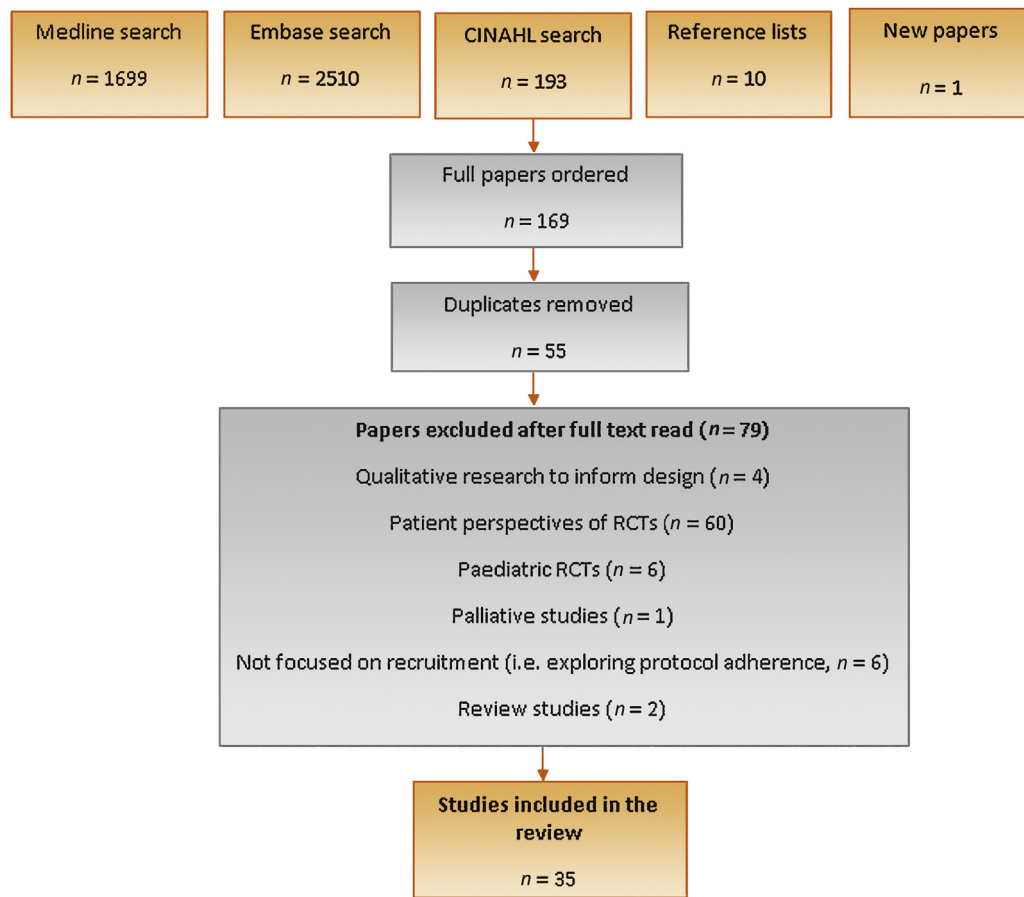 Medline search
n = 1699
Embase search
n = 2510
CINAHL search
n = 193
Reference lists
n = 10
New papers
n = 1
Full papers ordered
n = 169
Duplicates removed
n = 55
Papers excluded after full text read (n = 79)
Qualitative research to inform design (n = 4)
Patient perspectives of RCTs (n = 60)
Paediatric RCTs (n = 6)
Palliative studies (n = 1)
Not focused on recruitment (i.e. exploring protocol adherence, n = 6)
Review studies (n = 2)
Studies included in the
review
n = 35